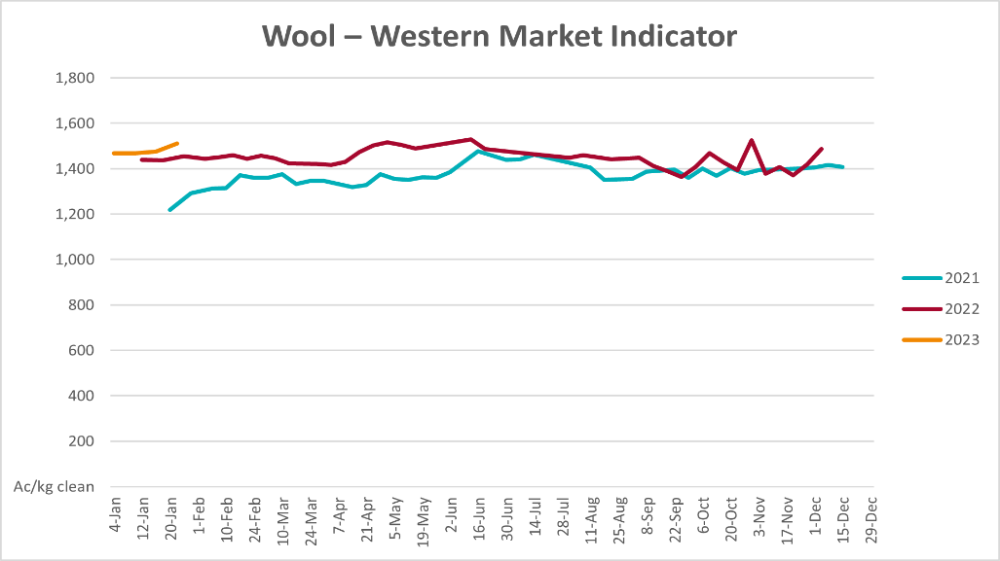 Wool – Western Market Indicator
1,800
1,600
1,400
1,200
1,000
800
600
400
200
Ac/kg clean
4-Jan
12-Jan
20-Jan
1-Feb
10-Feb
24-Feb
10-Mar
24-Mar
7-Apr
21-Apr
5-May
19-May
2-Jun
16-Jun
30-Jun
14-Jul
28-Jul
11-Aug
25-Aug
8-Sep
22-Sep
6-Oct
20-Oct
3-Nov
17-Nov
1-Dec
15-Dec
29-Dec
2021
2022
2023